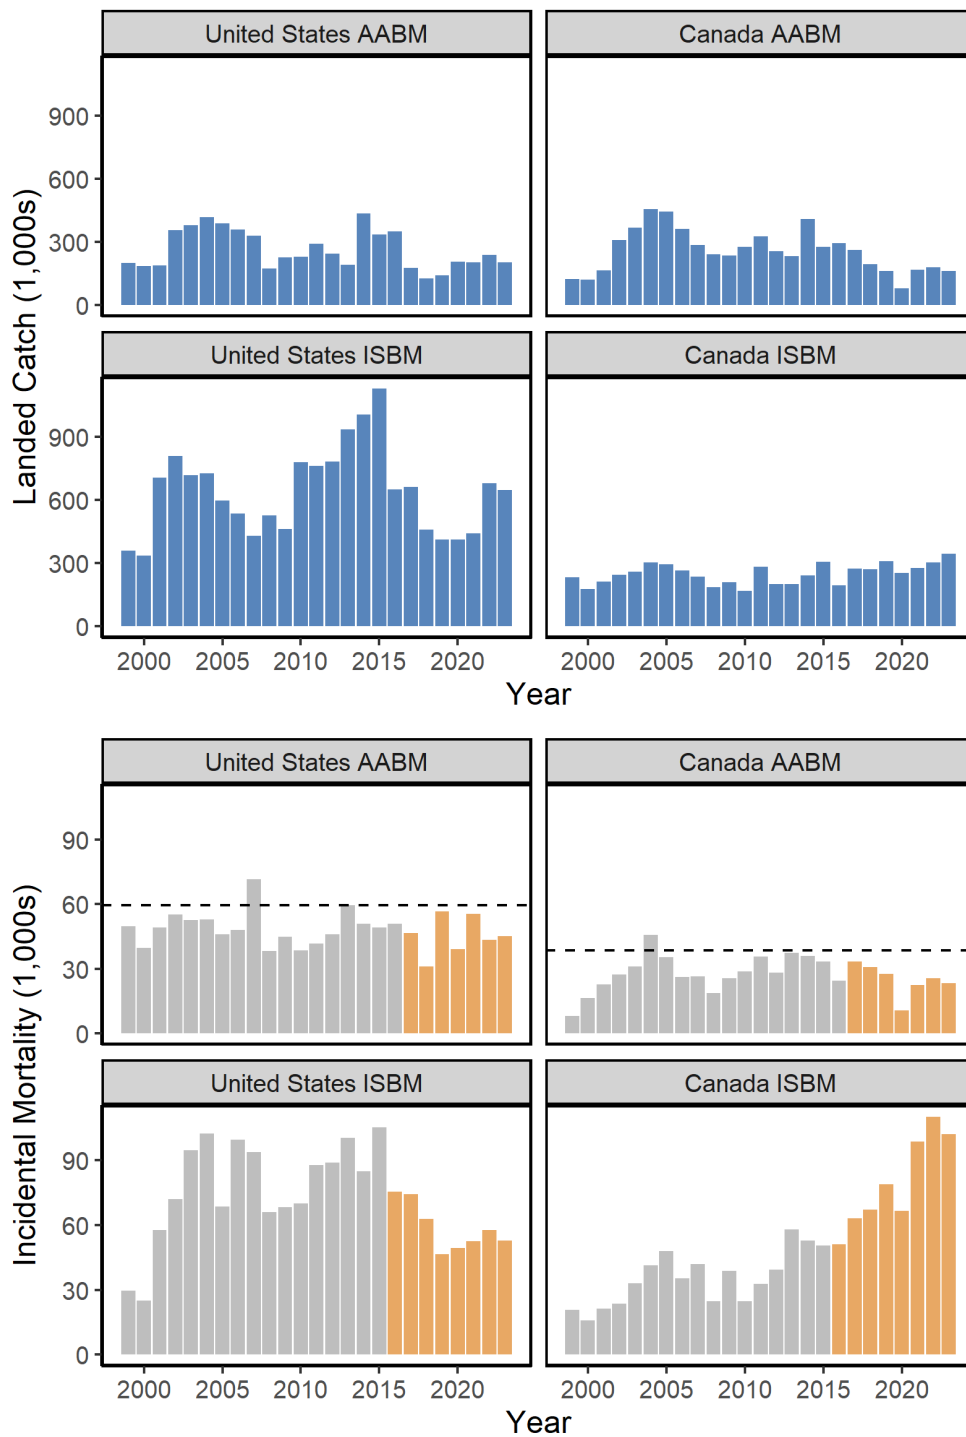 United States AABM
Canada AABM
900
600
300
0
United States ISBM
Canada ISBM
900
600
300
0
Landed Catch (1,000s)
2000 2005 2010 2015 2020
2000 2005 2010 2015 2020
Year
United States AABM
Canada AABM
90
60
30
0
United States ISBM
Canada ISBM
90
60
30
0
Incidental Mortality (1,000s)
2000 2005 2010 2015 2020
2000 2005 2010 2015 2020
Year